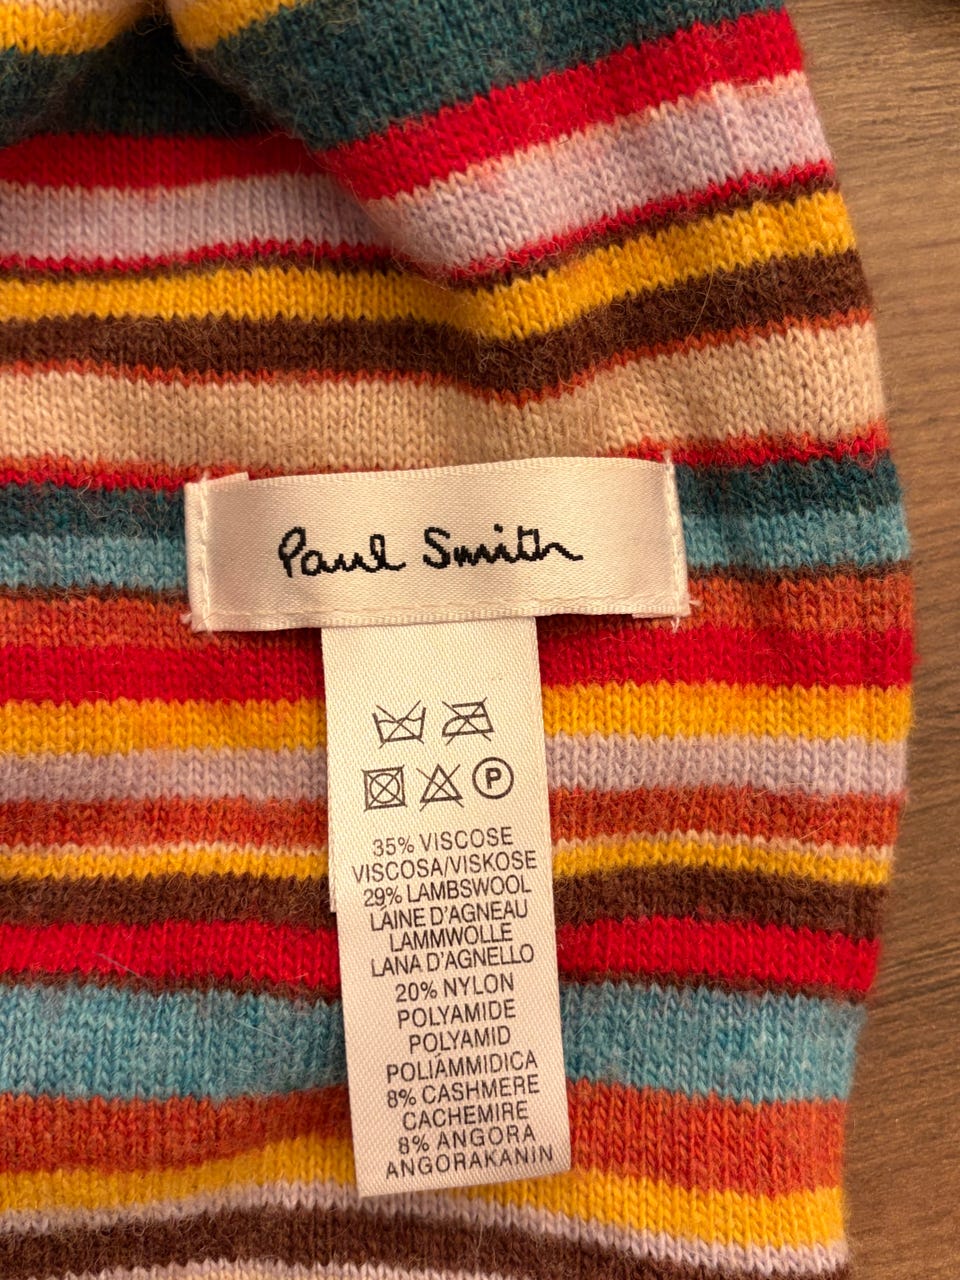 Paul Smith
P
35% VISCOSE
VISCOSA/VISKOSE
29% LAMBSWOOL
LAINE D'AGNEAU
LAMMWOLLE
LANA D'AGNELLO
20% NYLON
POLYAMIDE
POLYAMID
POLIÁMMIDICA
8% CASHMERE
CACHEMIRE
8% ANGORA
ANGORAKANIN